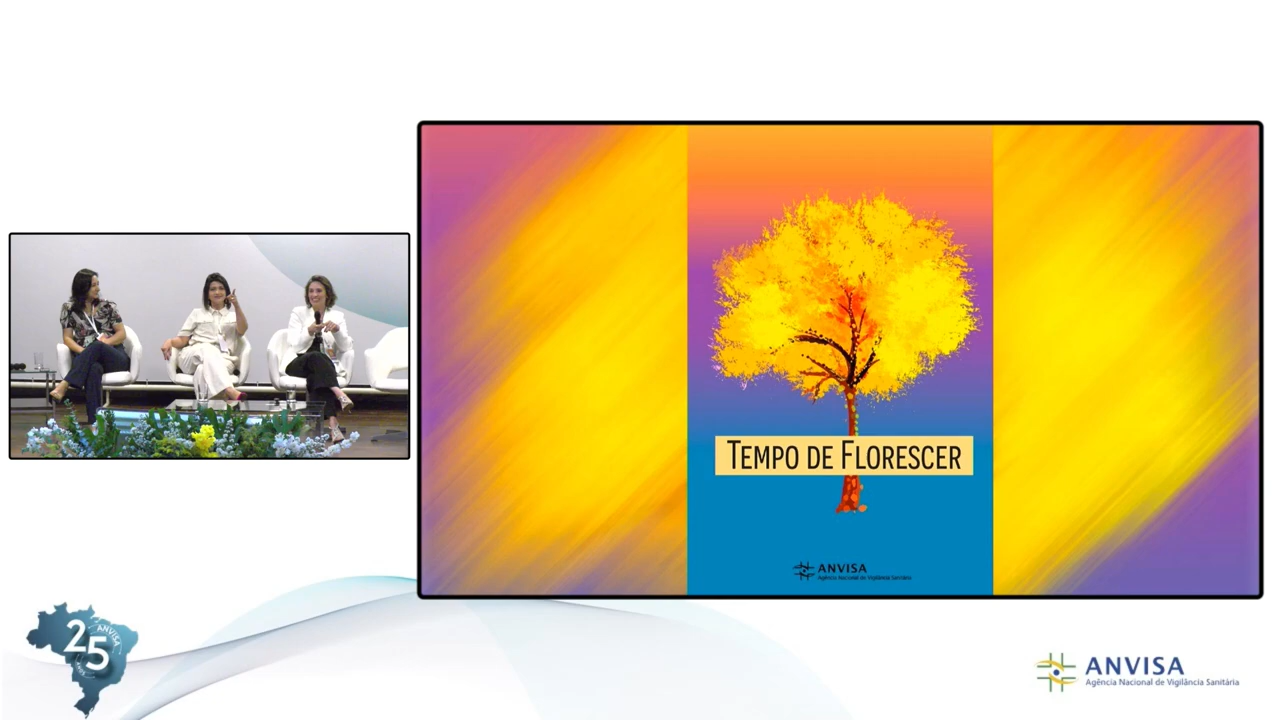 TEMPO DE FLORESCER
ANVISA
Agência Nacional de Vigilância Sanitária
25
ANVISA
ANVISA
Agência Nacional de Vigilância Sanitária